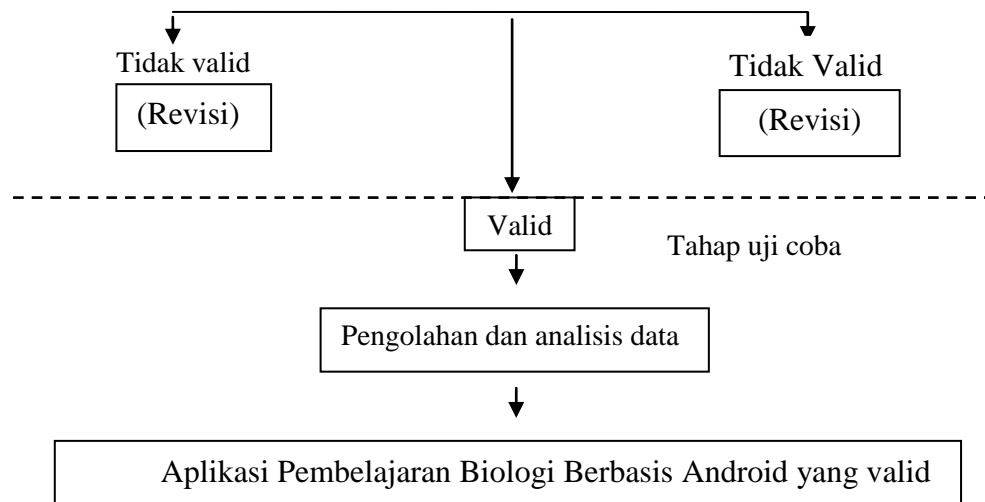 Tidak valid
(Revisi)
Tidak Valid
(Revisi)
Valid
Tahap uji coba
Pengolahan dan analisis data
Aplikasi Pembelajaran Biologi Berbasis Android yang valid